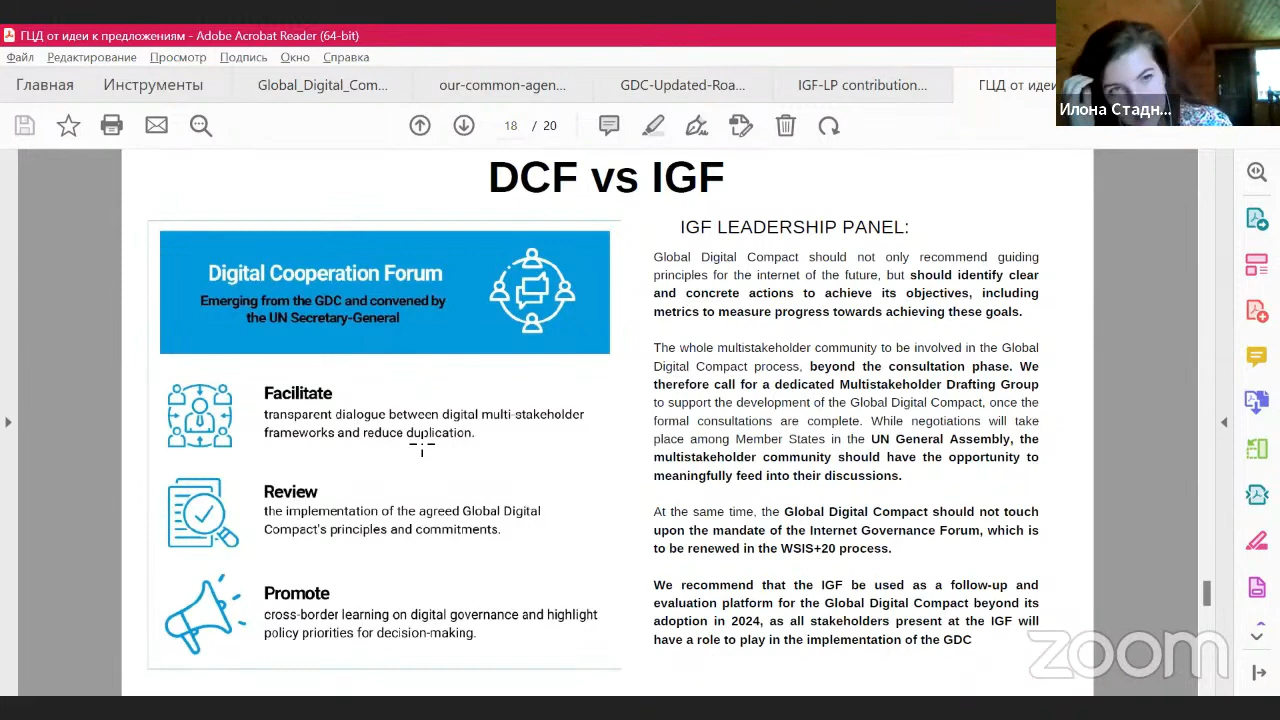 ГЦД от идеи к предложениям - Adobe Acrobat Reader (64-bit)
Файл Редактирование Просмотр Подпись Окно Справка
Главная Инструменты Global_Digital_Com... our-common-agen... GDC-Updated-Roa... IGF-LP contribution... ГЦД от идеи
Илона Стадн...
18 / 20
DCF vs IGF
Digital Cooperation Forum
Emerging from the GDC and convened by
the UN Secretary-General
Facilitate
transparent dialogue between digital multi-stakeholder
frameworks and reduce duplication.
Review
the implementation of the agreed Global Digital
Compact's principles and commitments.
Promote
cross-border learning on digital governance and highlight
policy priorities for decision-making.
IGF LEADERSHIP PANEL:
Global Digital Compact should not only recommend guiding
principles for the internet of the future, but should identify clear
and concrete actions to achieve its objectives, including
metrics to measure progress towards achieving these goals.
The whole multistakeholder community to be involved in the Global
Digital Compact process, beyond the consultation phase. We
therefore call for a dedicated Multistakeholder Drafting Group
to support the development of the Global Digital Compact, once the
formal consultations are complete. While negotiations will take
place among Member States in the UN General Assembly, the
multistakeholder community should have the opportunity to
meaningfully feed into their discussions.
At the same time, the Global Digital Compact should not touch
upon the mandate of the Internet Governance Forum, which is
to be renewed in the WSIS+20 process.
We recommend that the IGF be used as a follow-up and
evaluation platform for the Global Digital Compact beyond its
adoption in 2024, as all stakeholders present at the IGF will
have a role to play in the implementation of the GDC
zoom